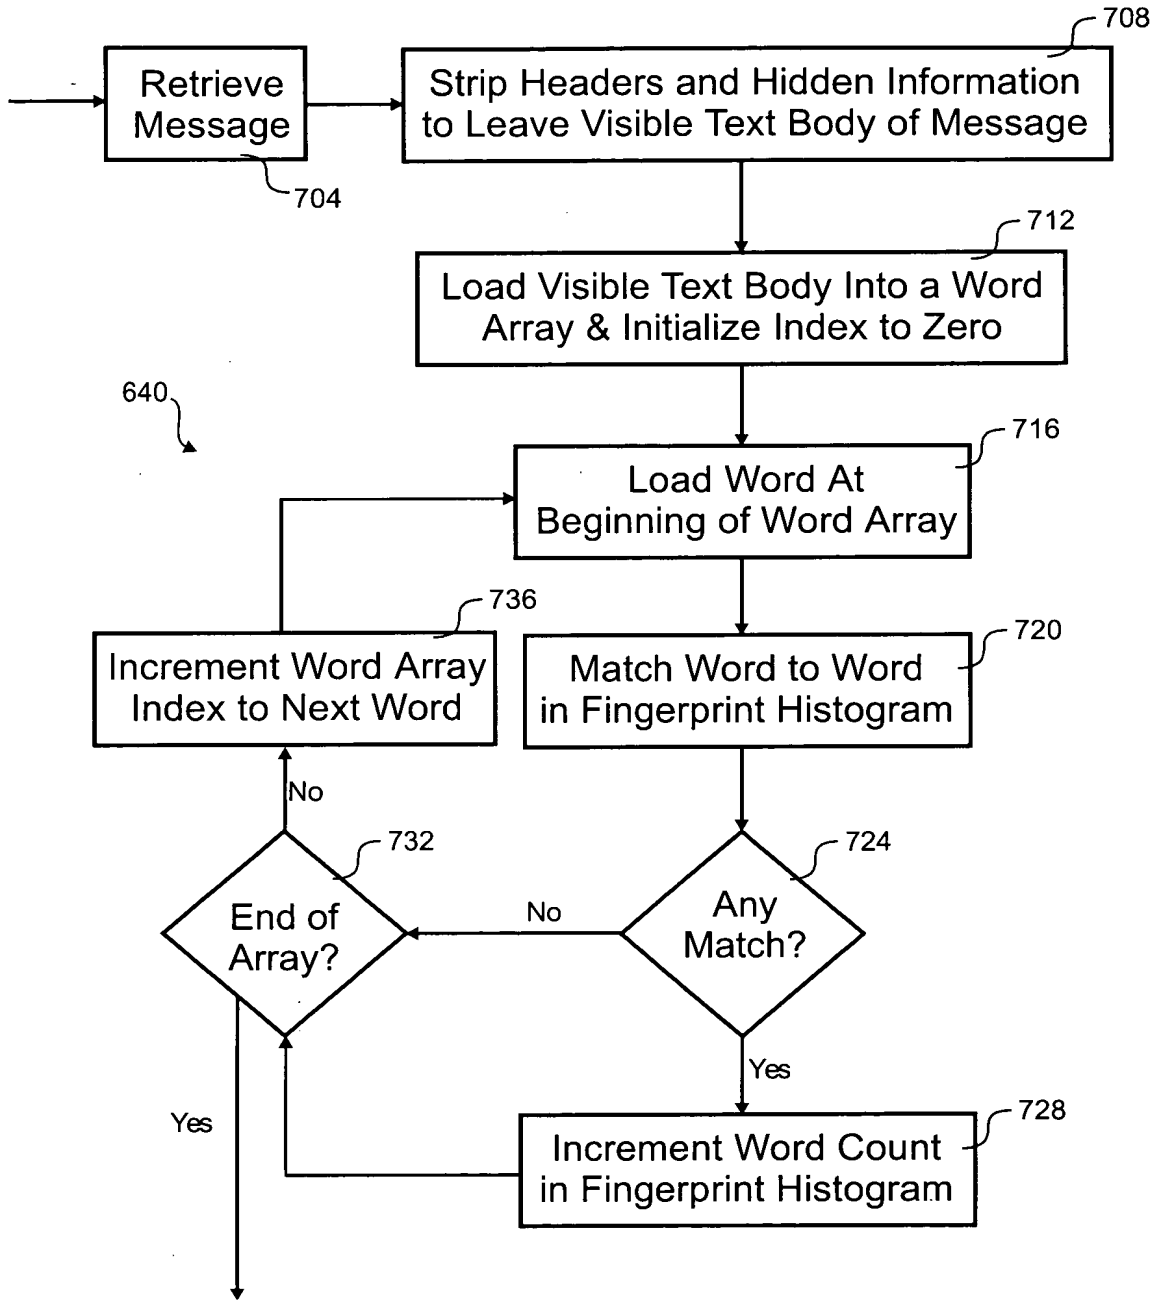 708
Retrieve
Message
Strip Headers and Hidden Information
to Leave Visible Text Body of Message
704
712
Load Visible Text Body Into a Word
Array & Initialize Index to Zero
640
716
Load Word At
Beginning of Word Array
736
720
Increment Word Array
Index to Next Word
Match Word to Word
in Fingerprint Histogram
No
732
724
End of
Array?
No
Any
Match?
Yes
Yes
728
Increment Word Count
in Fingerprint Histogram